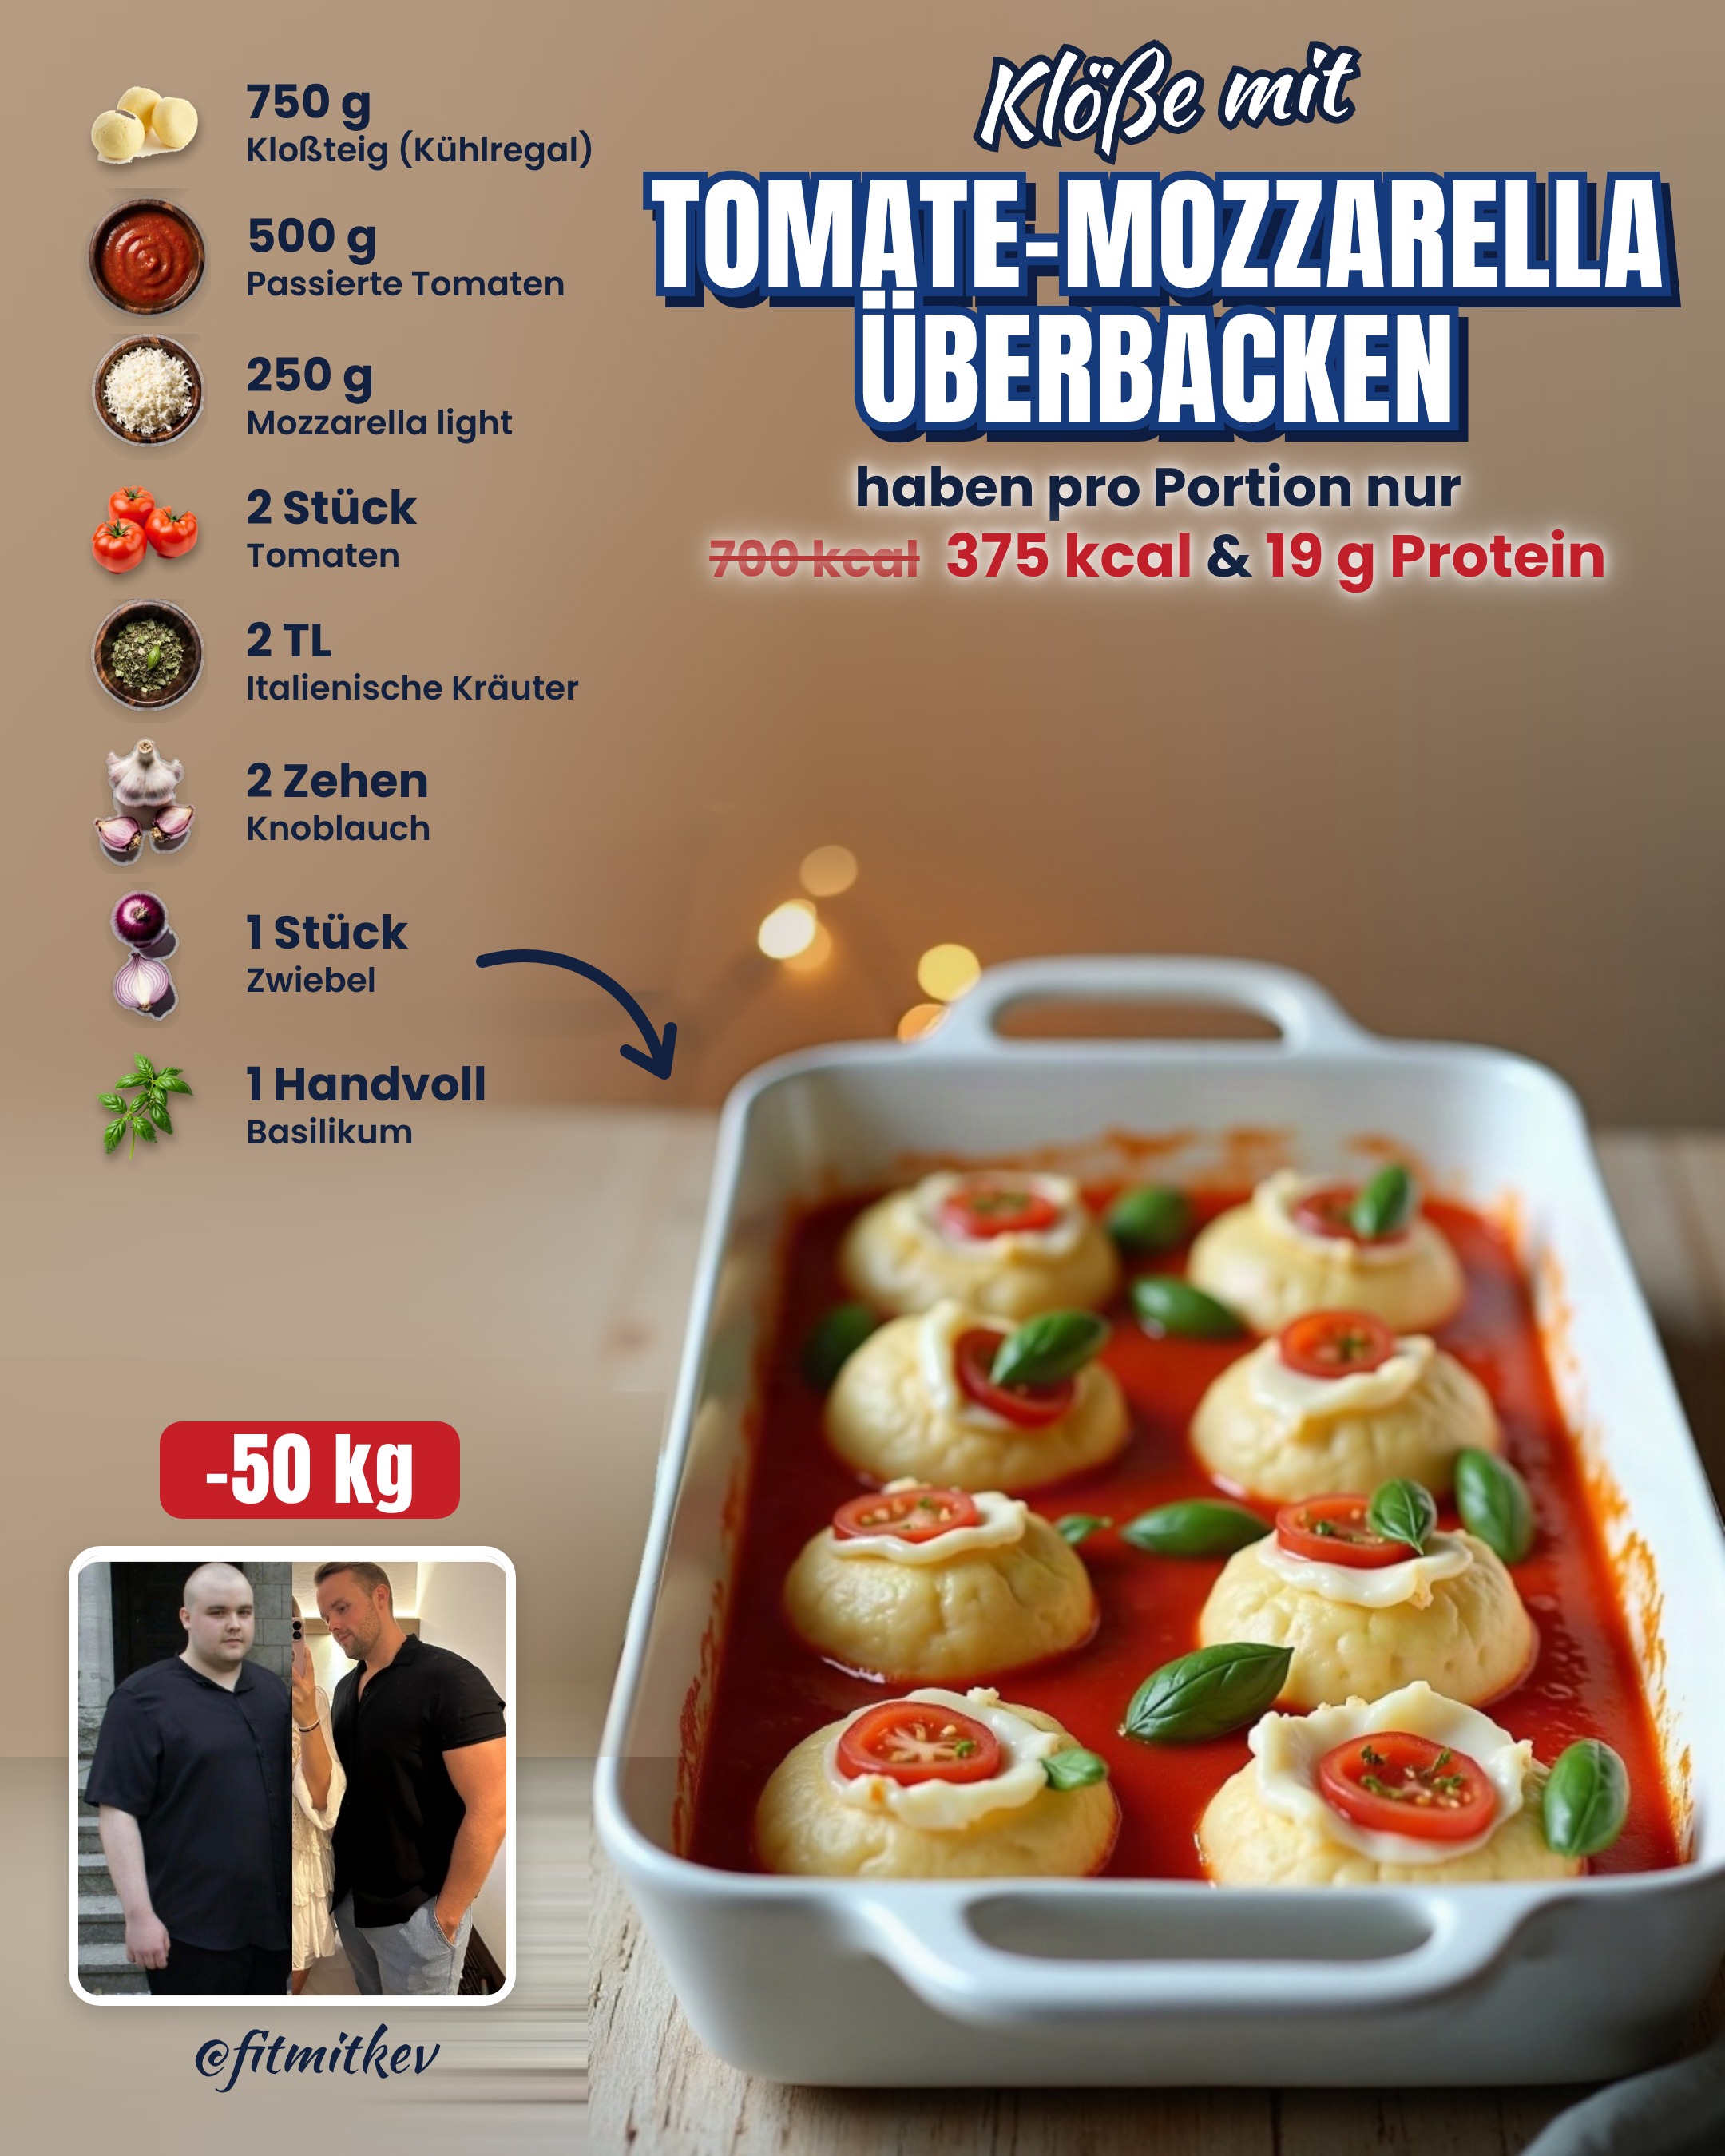 Klöße mit
TOMATE-MOZZARELLA
ÜBERBACKEN
haben pro Portion nur
700 kcal 375 kcal & 19 g Protein
750 g
Kloßteig (Kühlregal)
500 g
Passierte Tomaten
250 g
Mozzarella light
2 Stück
Tomaten
2 TL
Italienische Kräuter
2 Zehen
Knoblauch
1 Stück
Zwiebel
1 Handvoll
Basilikum
-50 kg
@fitmitkev